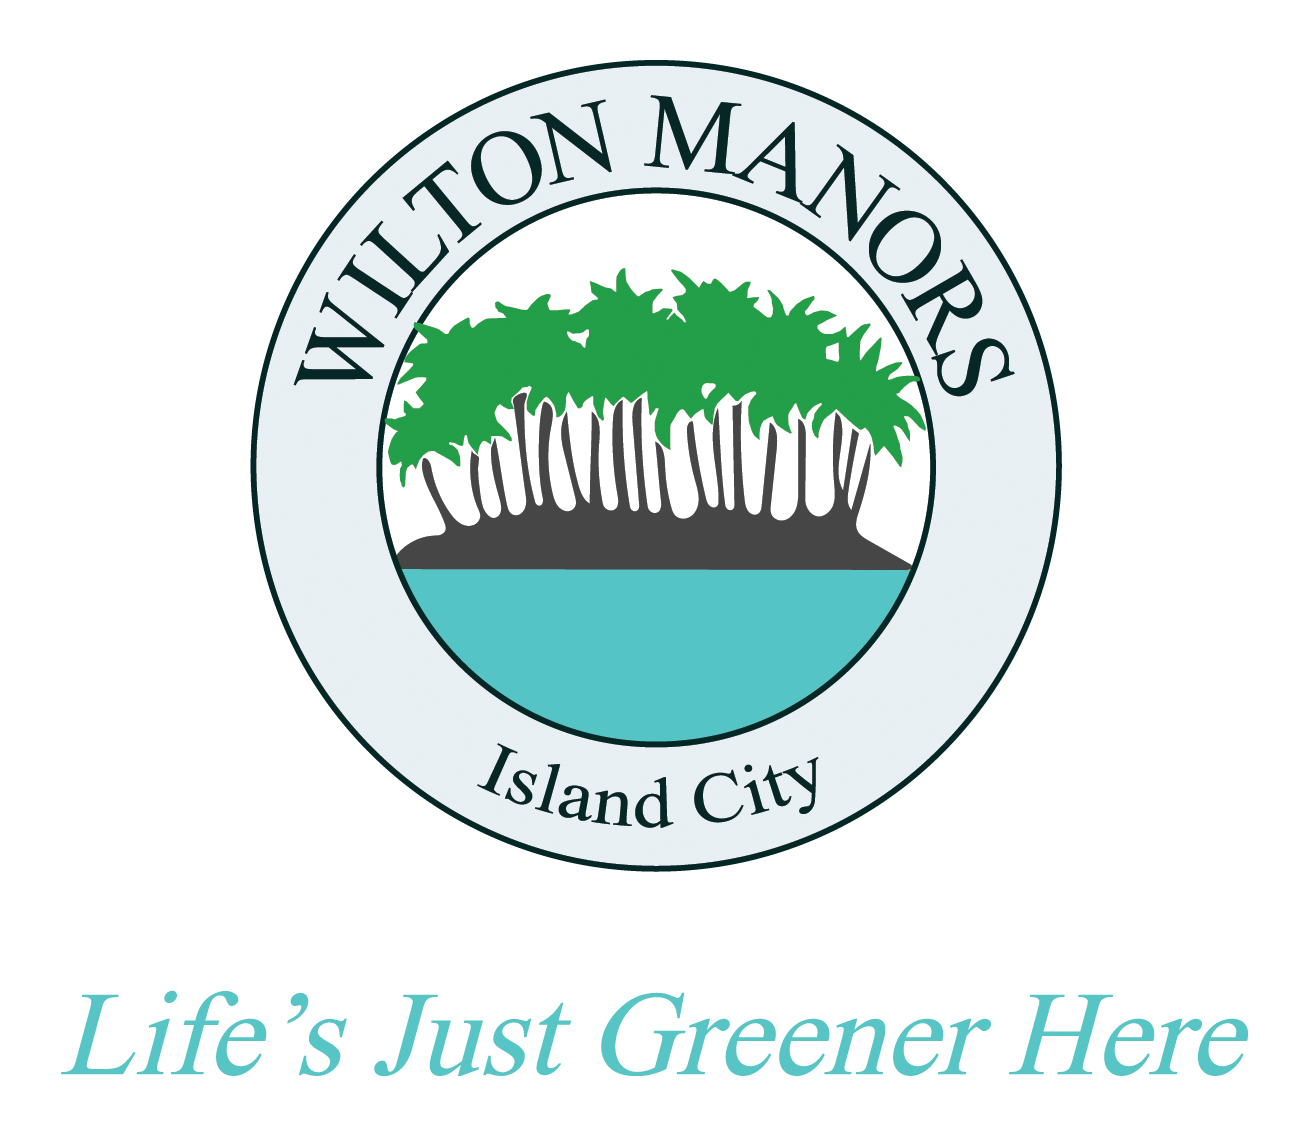 WILTON MANORS
Island City
Life’s Just Greener Here